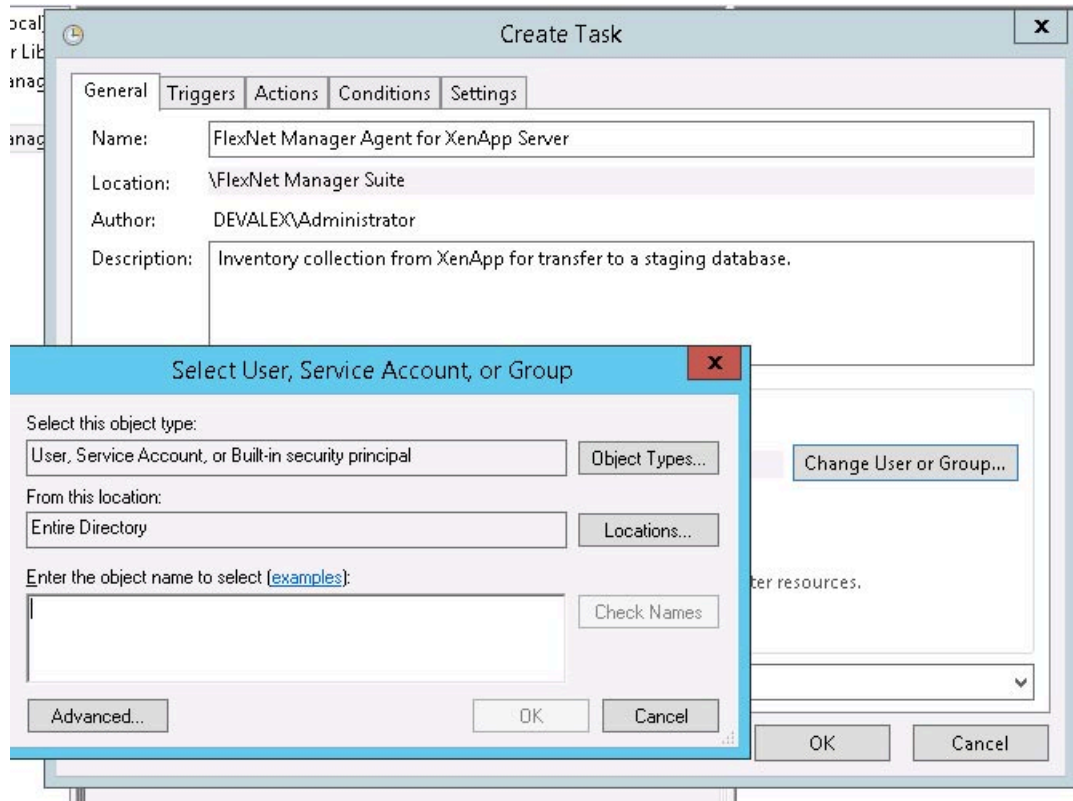 ocal)
r Lib
anag
anag
Create Task
x
General Triggers Actions Conditions Settings
Name: FlexNet Manager Agent for XenApp Server
Location: \FlexNet Manager Suite
Author: DEVALEX\Administrator
Description: Inventory collection from XenApp for transfer to a staging database.
Select User, Service Account, or Group
x
Select this object type:
User, Service Account, or Built-in security principal
Object Types...
From this location:
Entire Directory
Locations...
Enter the object name to select (examples):
Check Names
Advanced...
OK
Cancel
Change User or Group...
ter resources.
OK
Cancel